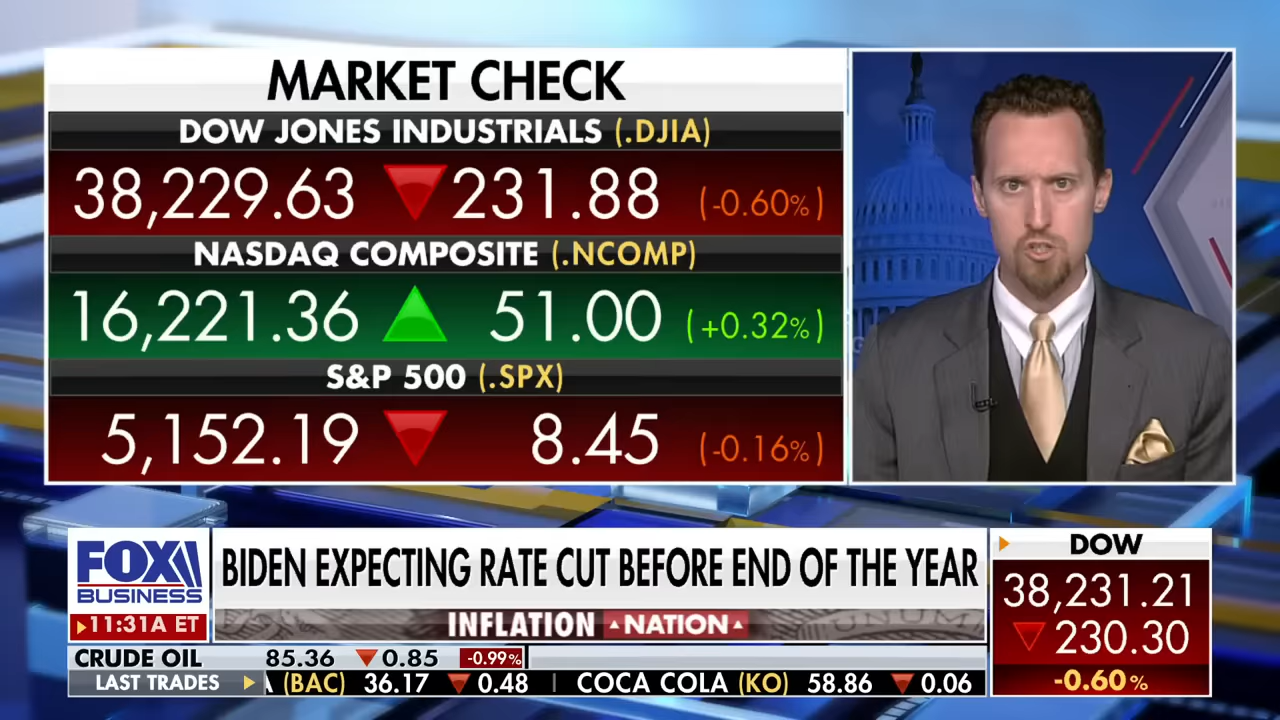 MARKET CHECK
DOW JONES INDUSTRIALS (.DJIA)
38,229.63 ▼ 231.88 (-0.60%)
NASDAQ COMPOSITE (.NCOMP)
16,221.36 ▲ 51.00 (+0.32%)
S&P 500 (.SPX)
5,152.19 ▼ 8.45 (-0.16%)
FOX BUSINESS
11:31A ET
BIDEN EXPECTING RATE CUT BEFORE END OF THE YEAR
INFLATION NATION
DOW
38,231.21
▼ 230.30
-0.60%
CRUDE OIL 85.36 ▼ 0.85 -0.99%
LAST TRADES (BAC) 36.17 ▼ 0.48 | COCA COLA (KO) 58.86 ▼ 0.06